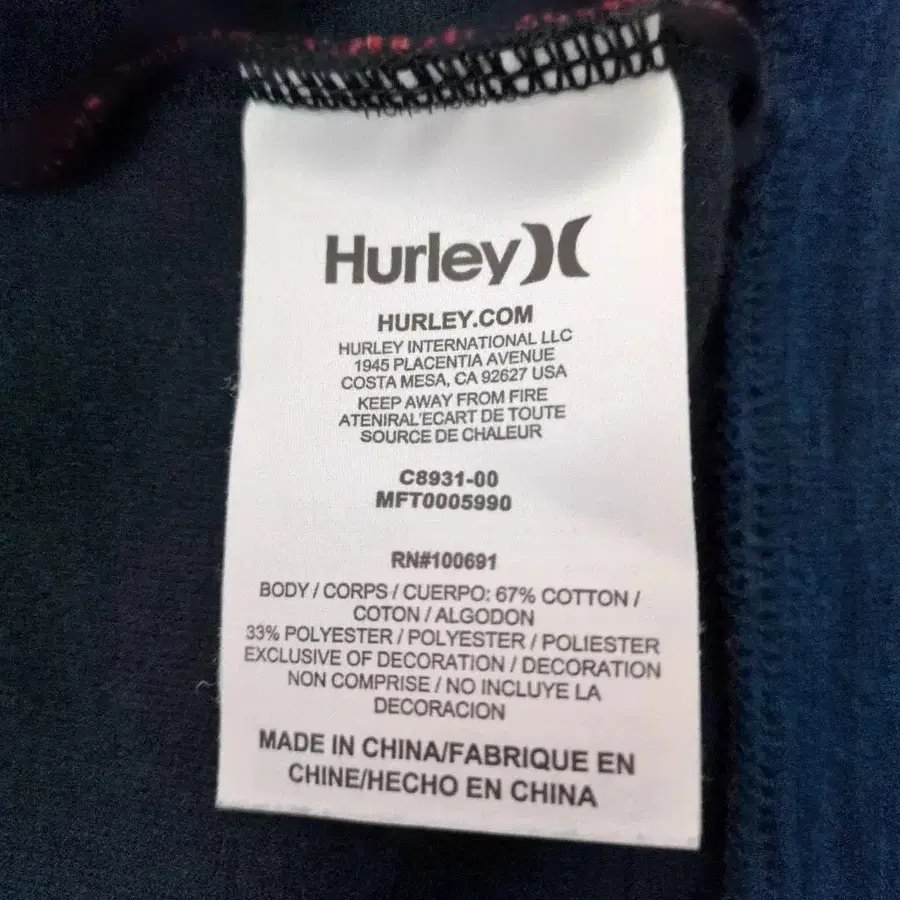 Hurley
HURLEY.COM
HURLEY INTERNATIONAL LLC
1945 PLACENTIA AVENUE
COSTA MESA, CA 92627 USA
KEEP AWAY FROM FIRE
ATENIRAL'ECART DE TOUTE
SOURCE DE CHALEUR
C8931-00
MFT0005990
RN#100691
BODY / CORPS / CUERPO: 67% COTTON /
COTON / ALGODON
33% POLYESTER / POLYESTER / POLIESTER
EXCLUSIVE OF DECORATION / DECORATION
NON COMPRISE / NO INCLUYE LA
DECORACION
MADE IN CHINA/FABRIQUE EN
CHINE/HECHO EN CHINA